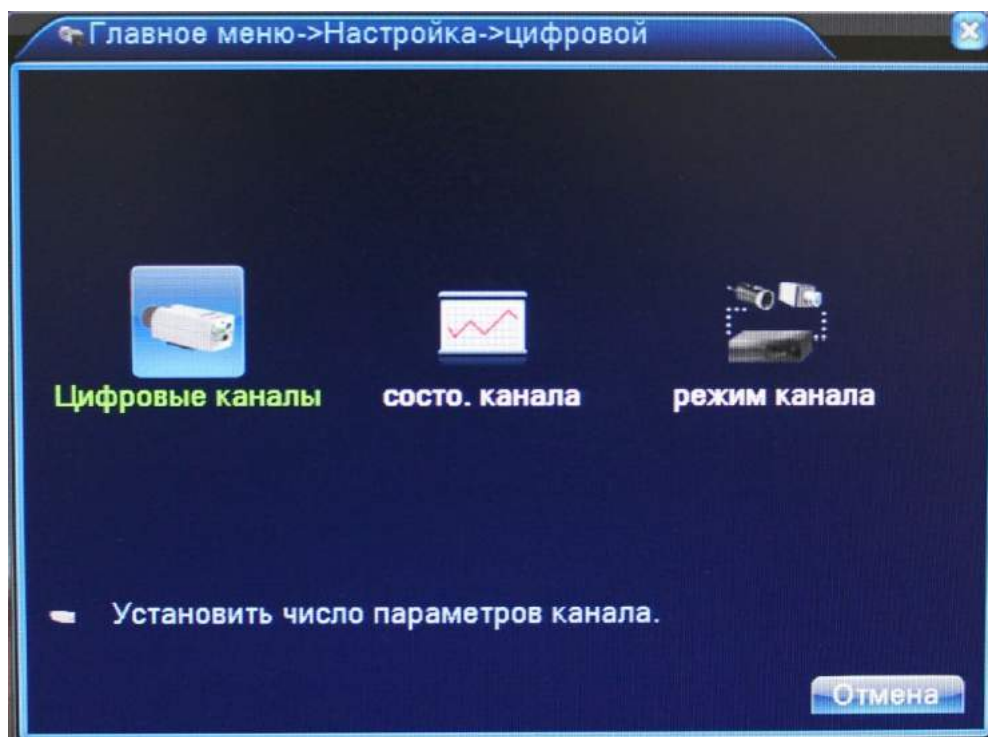 Главное меню->Настройка->цифровой
Цифровые каналы
состо. канала
режим канала
Установить число параметров канала.
Отмена